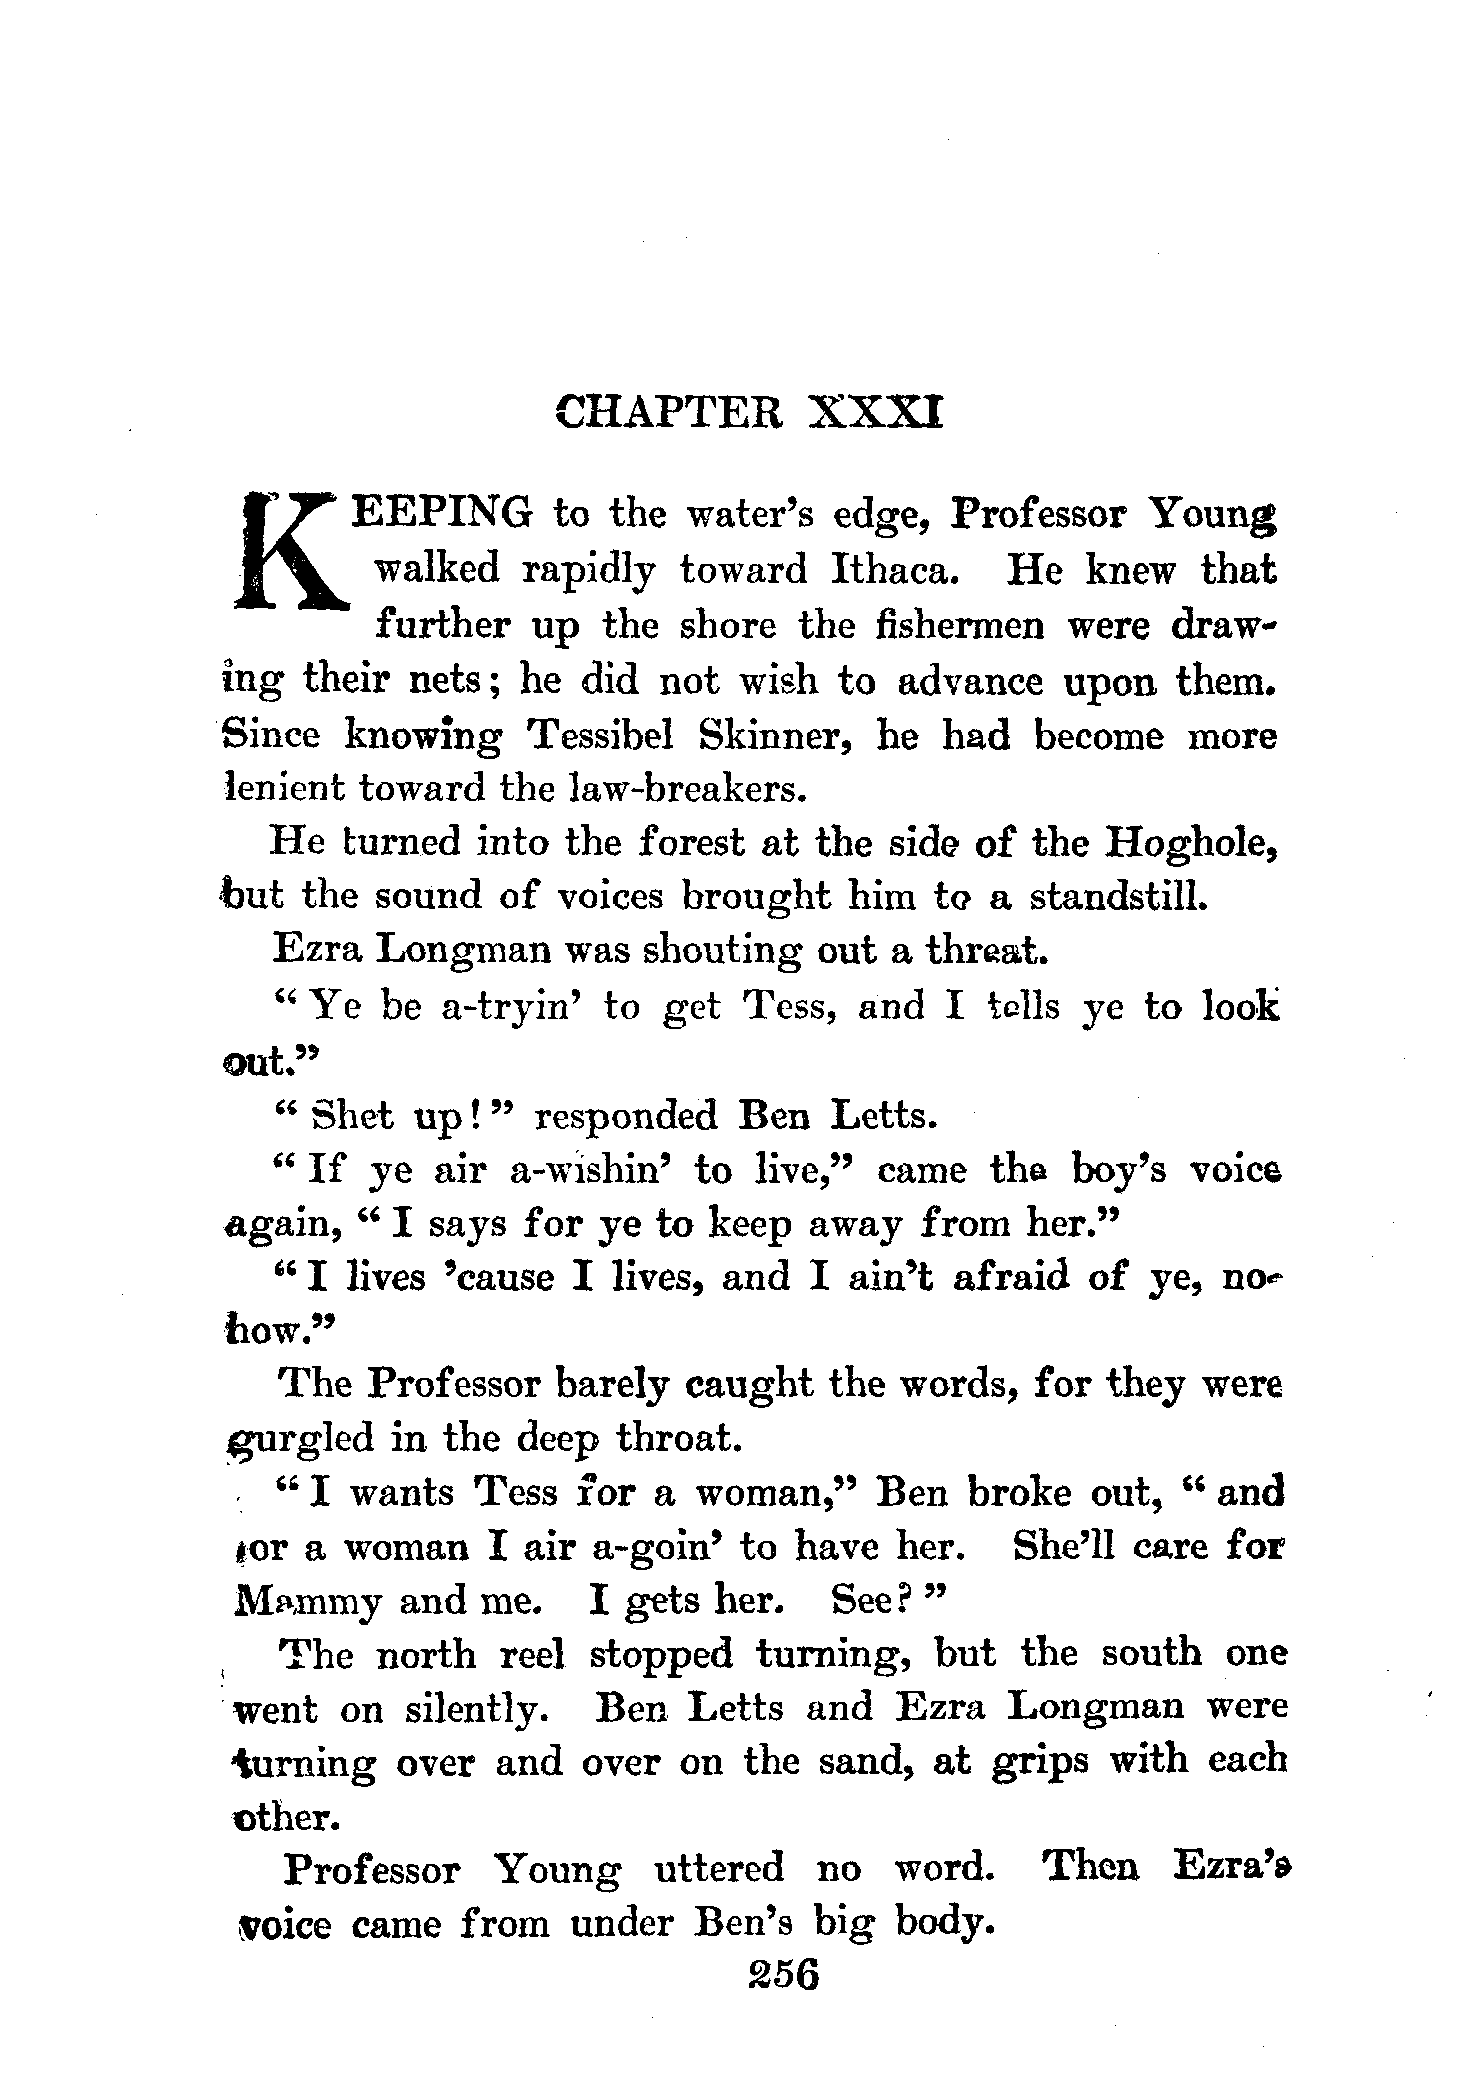 CHAPTER XXXI
KEEPING to the water's edge, Professor Young
walked rapidly toward Ithaca. He knew that
further up the shore the fishermen were draw-
ing their nets; he did not wish to advance upon them.
Since knowing Tessibel Skinner, he had become more
lenient toward the law-breakers.
He turned into the forest at the side of the Hoghole,
but the sound of voices brought him to a standstill.
Ezra Longman was shouting out a threat.
"Ye be a-tryin' to get Tess, and I tells ye to look
out."
"Shet up!" responded Ben Letts.
"If ye air a-wishin' to live," came the boy's voice
again, "I says for ye to keep away from her."
"I lives 'cause I lives, and I ain't afraid of ye, no-
how."
The Professor barely caught the words, for they were
gurgled in the deep throat.
"I wants Tess for a woman," Ben broke out, "and
for a woman I air a-goin' to have her. She'll care for
Mammy and me. I gets her. See?"
The north reel stopped turning, but the south one
went on silently. Ben Letts and Ezra Longman were
turning over and over on the sand, at grips with each
other.
Professor Young uttered no word. Then Ezra's
voice came from under Ben's big body.
256